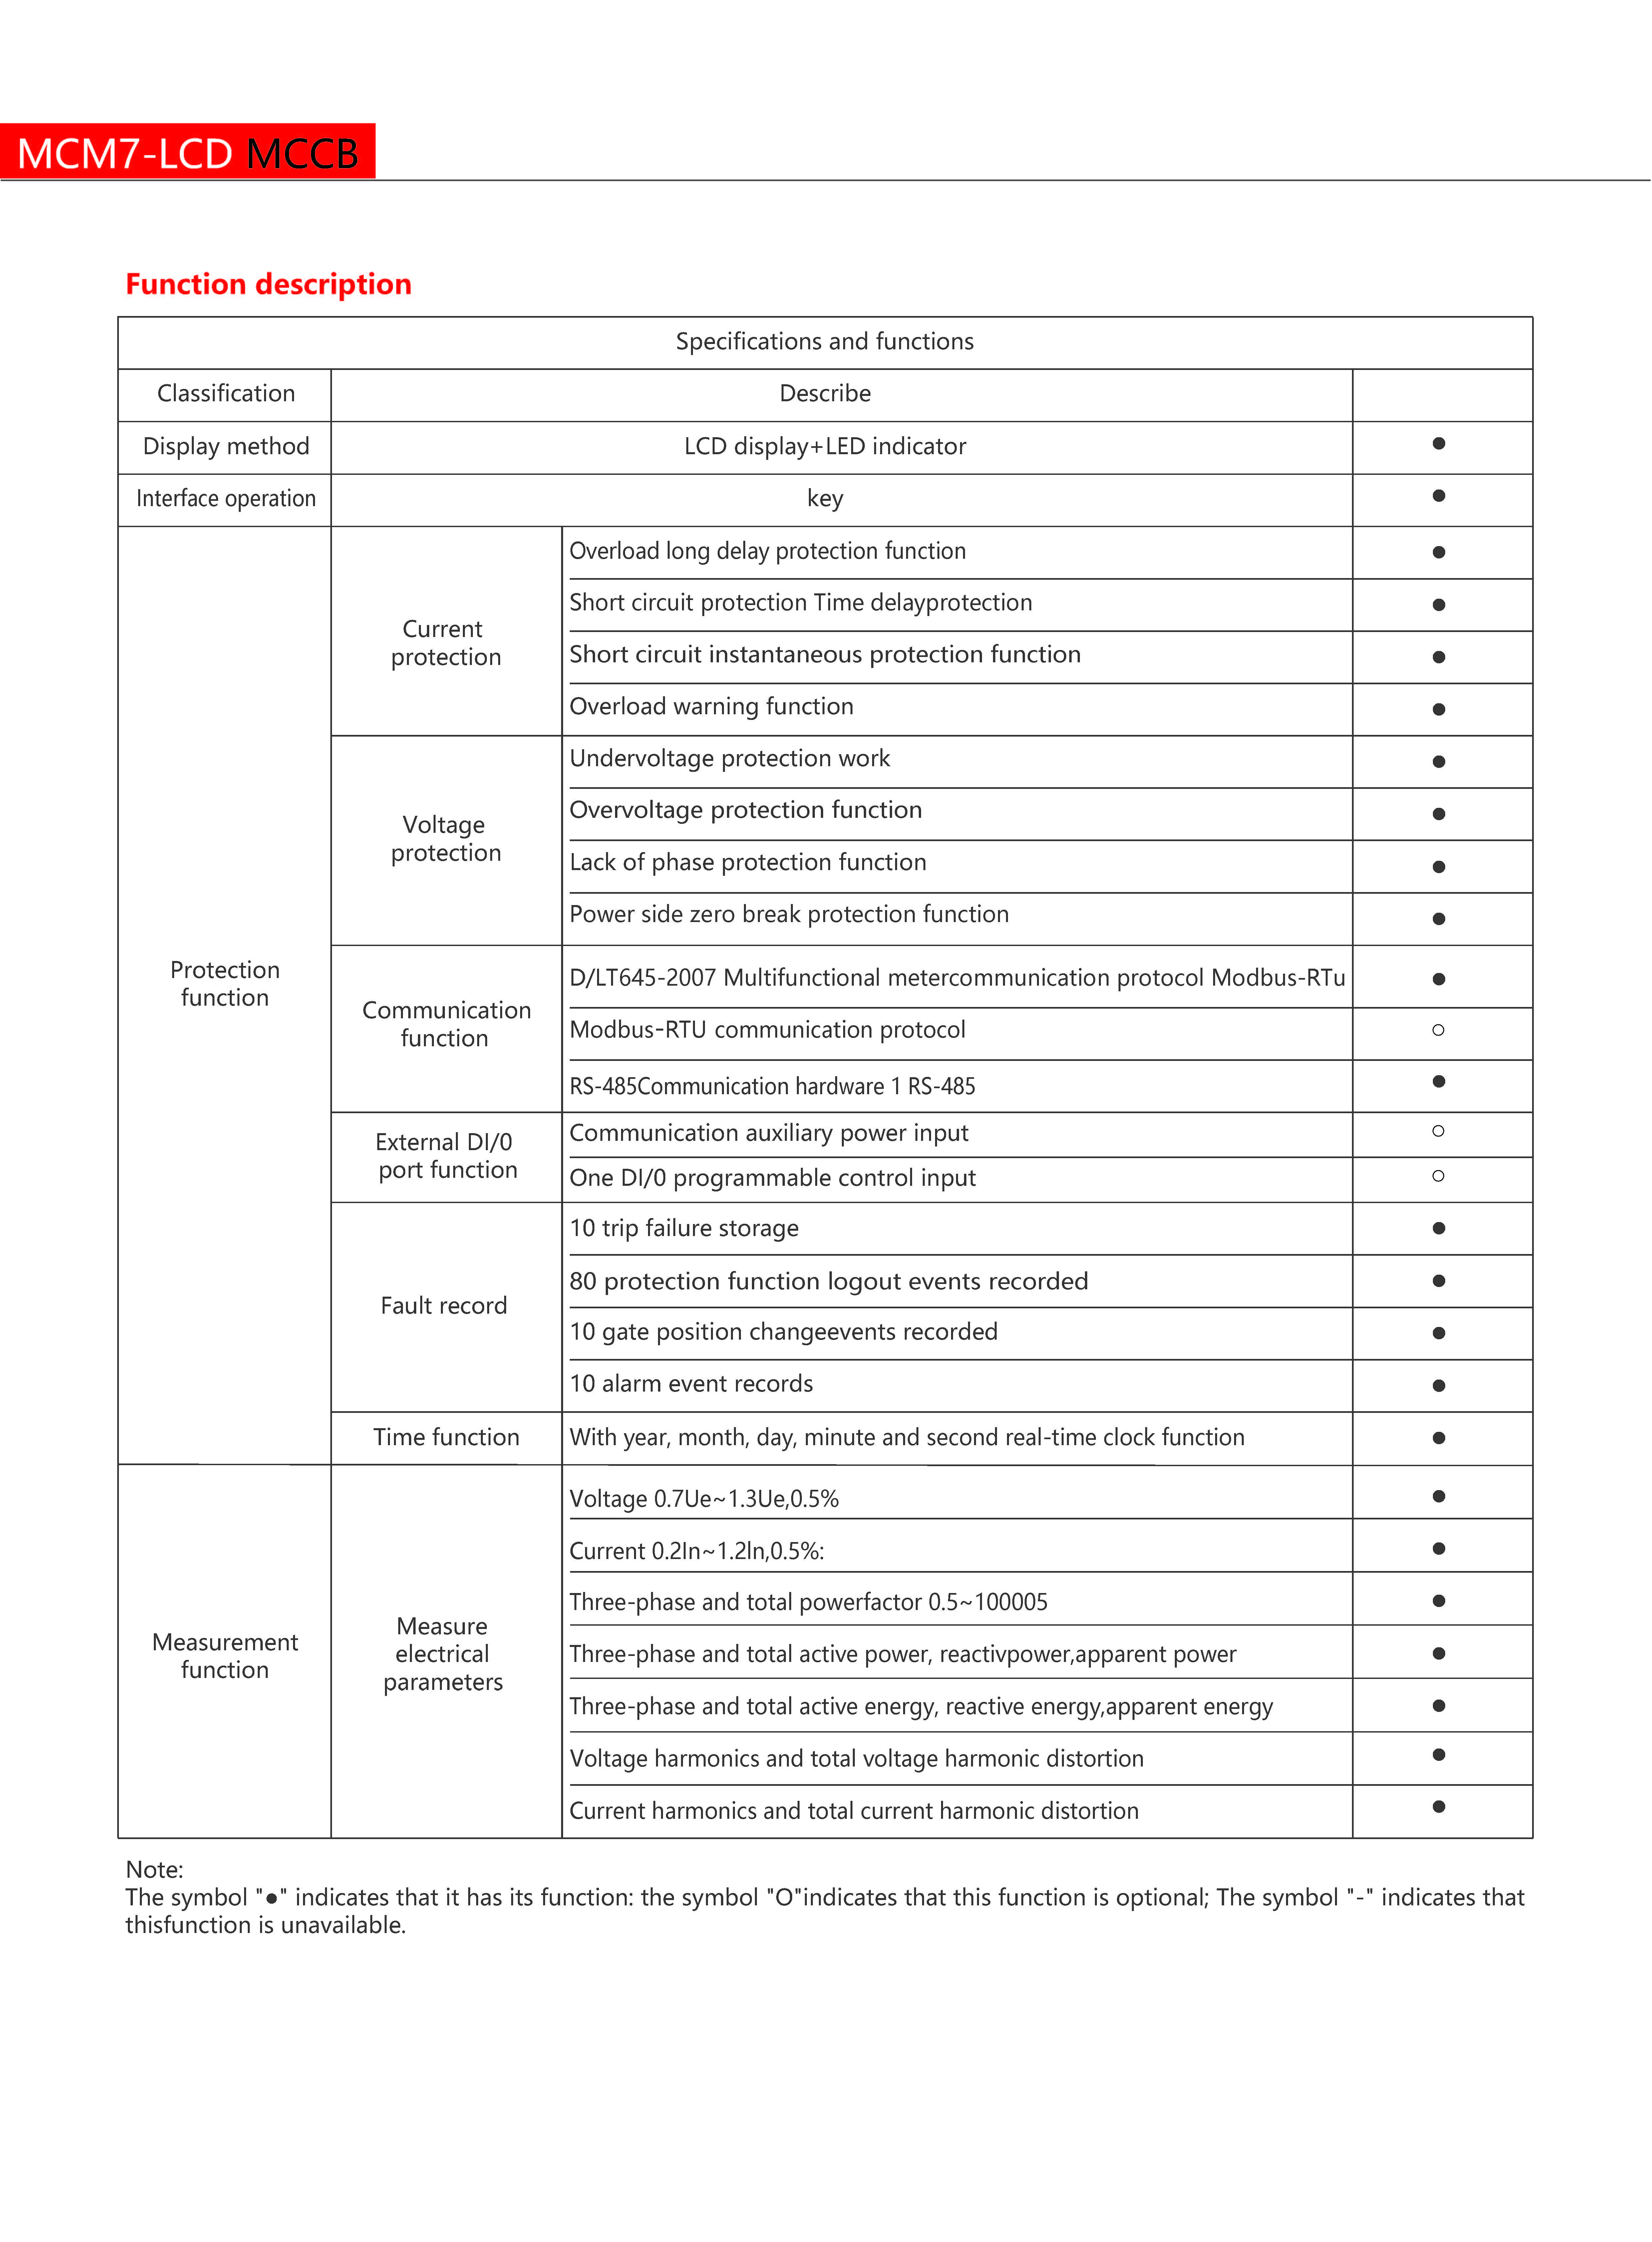 MCM7-LCD MCCB
Function description
Specifications and functions
Classification
Describe
Display method
LCD display+LED indicator
●
Interface operation
key
●
Protection
function
Current
protection
Overload long delay protection function
●
Short circuit protection Time delayprotection
●
Short circuit instantaneous protection function
●
Overload warning function
●
Voltage
protection
Undervoltage protection work
●
Overvoltage protection function
●
Lack of phase protection function
●
Power side zero break protection function
●
Communication
function
D/LT645-2007 Multifunctional metercommunication protocol Modbus-RTu
●
Modbus-RTU communication protocol
○
RS-485Communication hardware 1 RS-485
●
External DI/0
port function
Communication auxiliary power input
○
One DI/0 programmable control input
○
Fault record
10 trip failure storage
●
80 protection function logout events recorded
●
10 gate position changeevents recorded
●
10 alarm event records
●
Time function
With year, month, day, minute and second real-time clock function
●
Measurement
function
Measure
electrical
parameters
Voltage 0.7Ue~1.3Ue,0.5%
●
Current 0.2In~1.2ln,0.5%:
●
Three-phase and total powerfactor 0.5~100005
●
Three-phase and total active power, reactivpower,apparent power
●
Three-phase and total active energy, reactive energy,apparent energy
●
Voltage harmonics and total voltage harmonic distortion
●
Current harmonics and total current harmonic distortion
●
Note:
The symbol "●" indicates that it has its function: the symbol "O"indicates that this function is optional; The symbol "-" indicates that
thisfunction is unavailable.